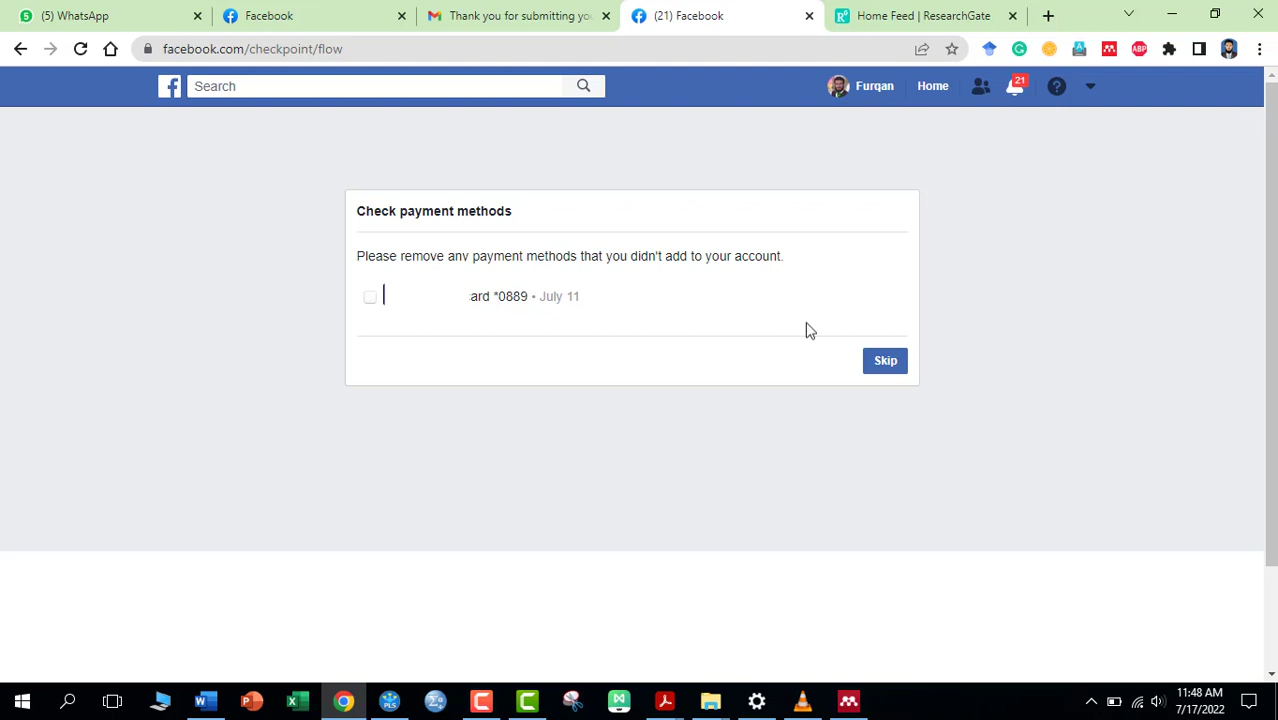 (5) WhatsApp
Facebook
Thank you for submitting yo
(21) Facebook
Home Feed | ResearchGate
facebook.com/checkpoint/flow
ABP
Search
Furqan
Home
21
Check payment methods
Please remove any payment methods that you didn't add to your account.
ard *0889 • July 11
Skip
11:48 AM
7/17/2022